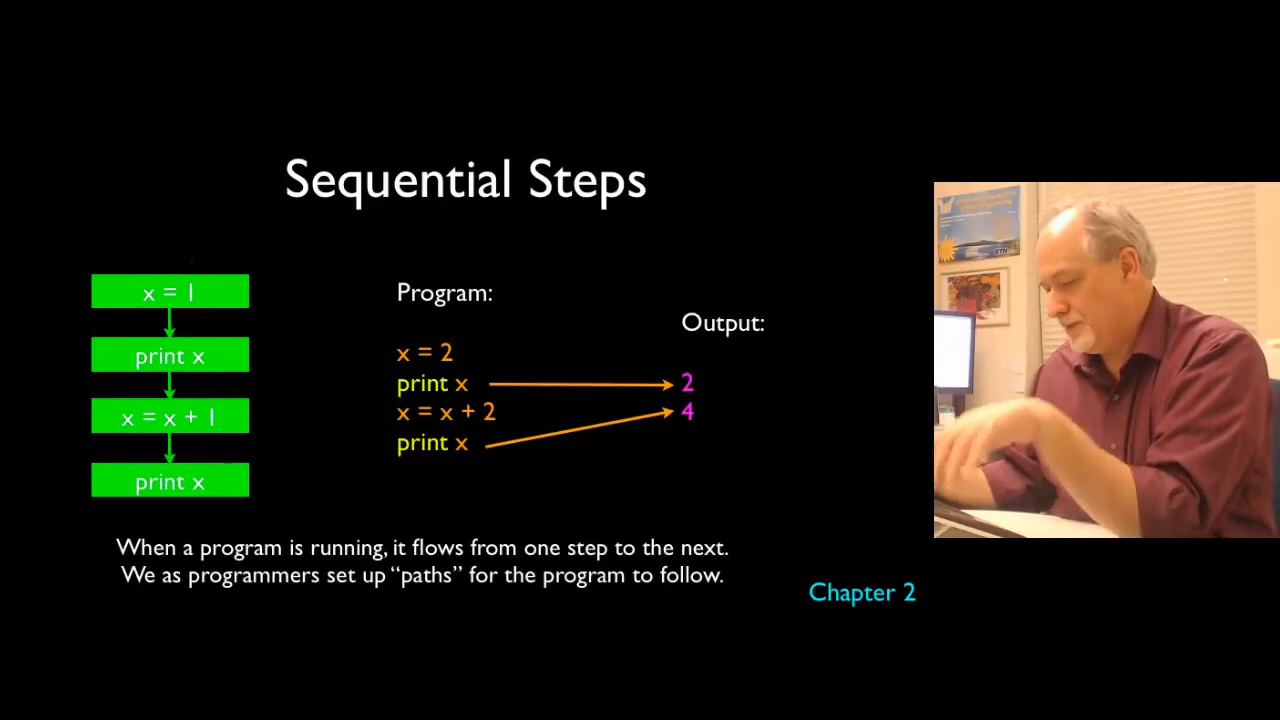 Sequential Steps
x = 1
print x
x = x + 1
print x
Program:
x = 2
print x
x = x + 2
print x
Output:
2
4
When a program is running, it flows from one step to the next.
We as programmers set up “paths” for the program to follow.
Chapter 2